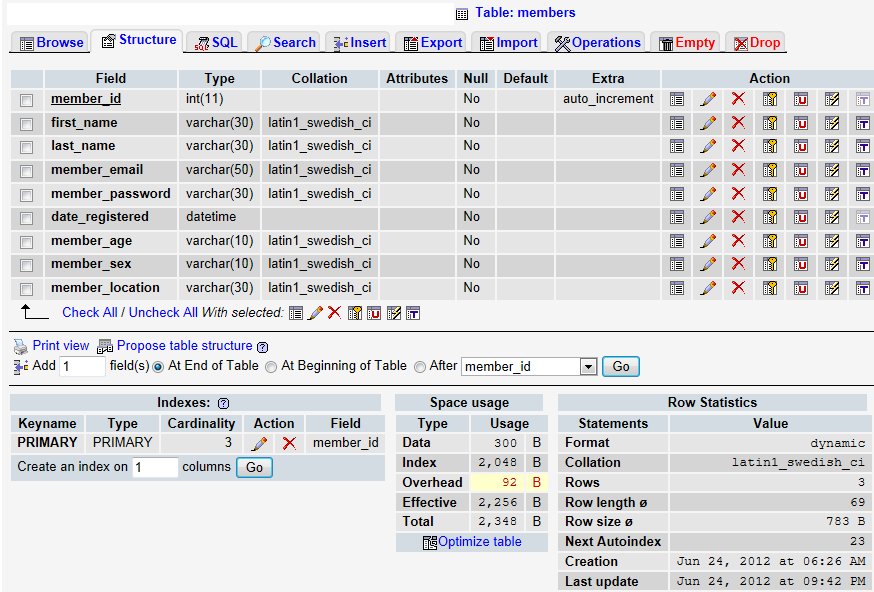 Table: members
Browse Structure SQL Search Insert Export Import Operations Empty Drop
Field Type Collation Attributes Null Default Extra Action
member_id int(11) No auto_increment
first_name varchar(30) latin1_swedish_ci No
last_name varchar(30) latin1_swedish_ci No
member_email varchar(50) latin1_swedish_ci No
member_password varchar(30) latin1_swedish_ci No
date_registered datetime No
member_age varchar(10) latin1_swedish_ci No
member_sex varchar(10) latin1_swedish_ci No
member_location varchar(30) latin1_swedish_ci No
Check All / Uncheck All With selected:
Print view Propose table structure
Add 1 field(s) At End of Table At Beginning of Table After member_id Go
Indexes:
Keyname Type Cardinality Action Field
PRIMARY PRIMARY 3 member_id
Create an index on 1 columns Go
Space usage
Type Usage
Data 300 B
Index 2,048 B
Overhead 92 B
Effective 2,256 B
Total 2,348 B
Optimize table
Row Statistics
Statements Value
Format dynamic
Collation latin1_swedish_ci
Rows 3
Row length ø 69
Row size ø 783 B
Next Autoindex 23
Creation Jun 24, 2012 at 06:26 AM
Last update Jun 24, 2012 at 09:42 PM